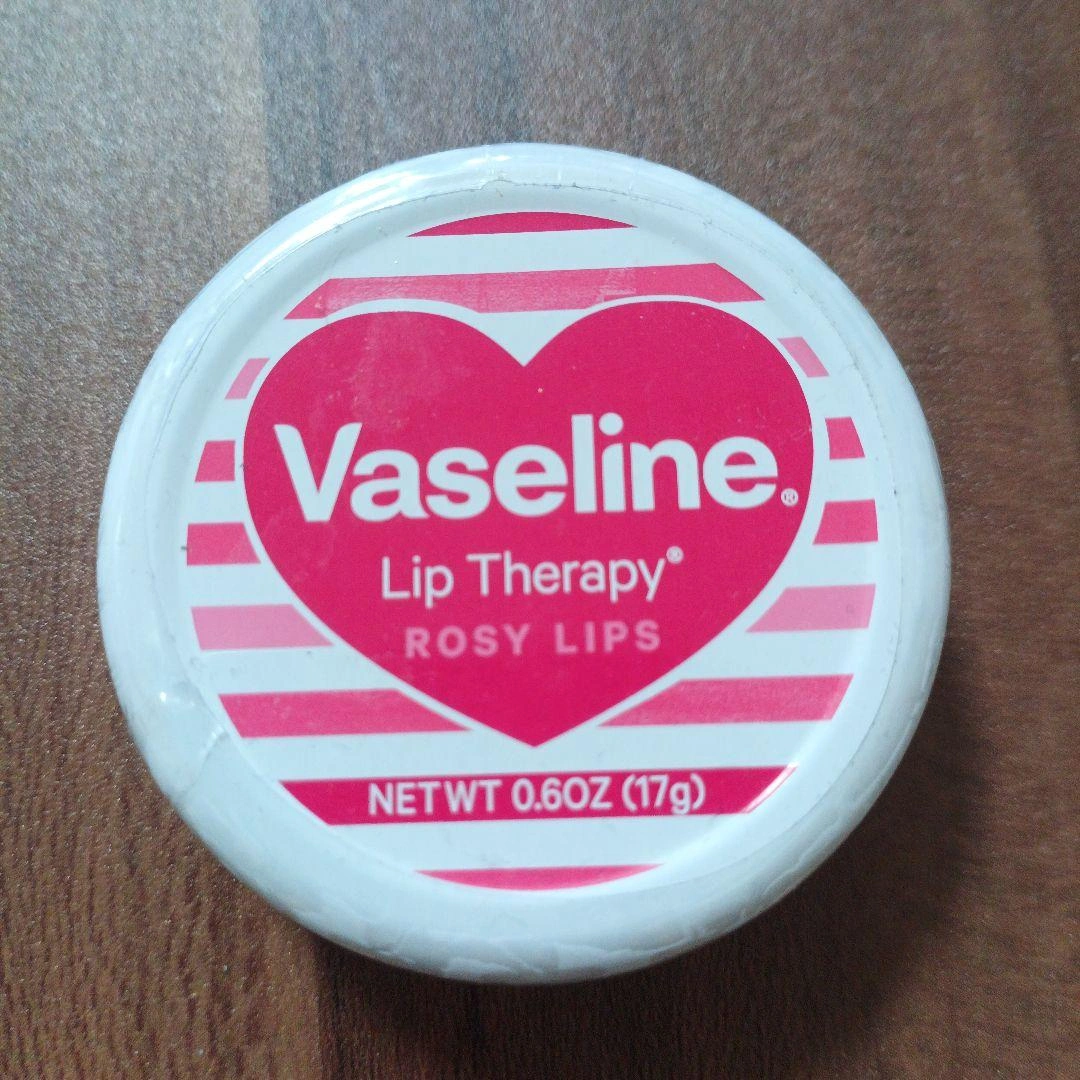 Vaseline®
Lip Therapy®
ROSY LIPS
NET WT 0.6OZ (17g)